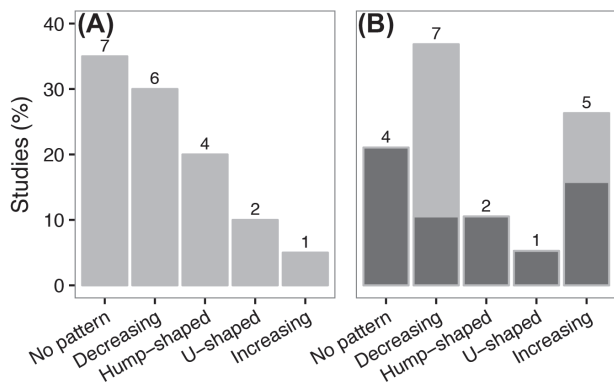 (A)
(B)
Studies (%)
40
30
20
10
0
7
6
4
2
1
4
7
2
1
5
No pattern
Decreasing
Hump–shaped
U–shaped
Increasing
No pattern
Decreasing
Hump–shaped
U–shaped
Increasing